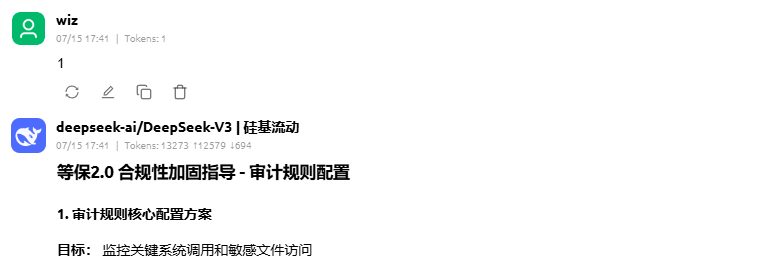 wiz
07/15 17:41 | Tokens: 1
1
deepseek-ai/DeepSeek-V3 | 硅基流动
07/15 17:41 | Tokens: 13273 ↑12579 ↓694
等保2.0 合规性加固指导 - 审计规则配置
1. 审计规则核心配置方案
目标： 监控关键系统调用和敏感文件访问